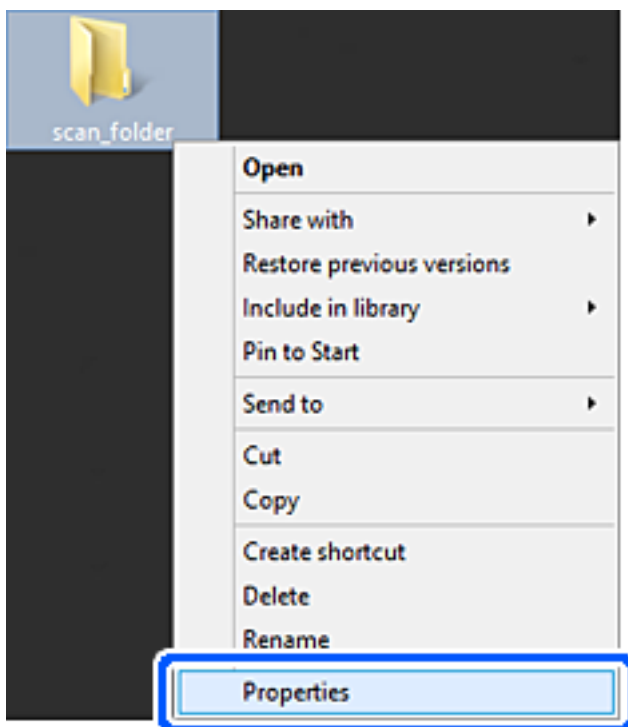 scan_folder
Open
Share with
Restore previous versions
Include in library
Pin to Start
Send to
Cut
Copy
Create shortcut
Delete
Rename
Properties